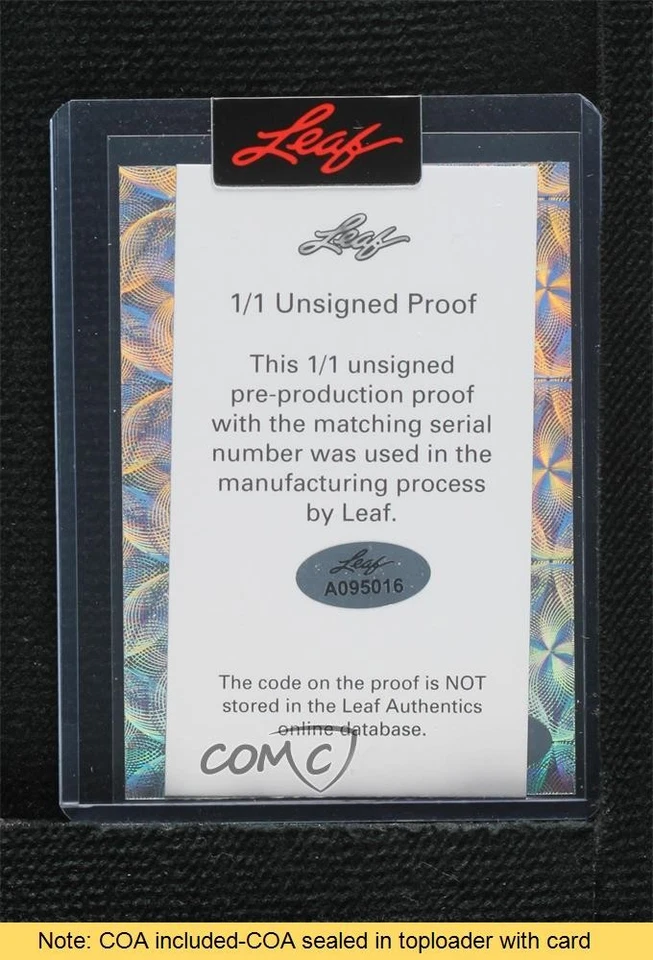 Leaf
Leaf
1/1 Unsigned Proof
This 1/1 unsigned
pre-production proof
with the matching serial
number was used in the
manufacturing process
by Leaf.
Leaf
A095016
The code on the proof is NOT
stored in the Leaf Authentics
online database.
COMC
Note: COA included-COA sealed in toploader with card